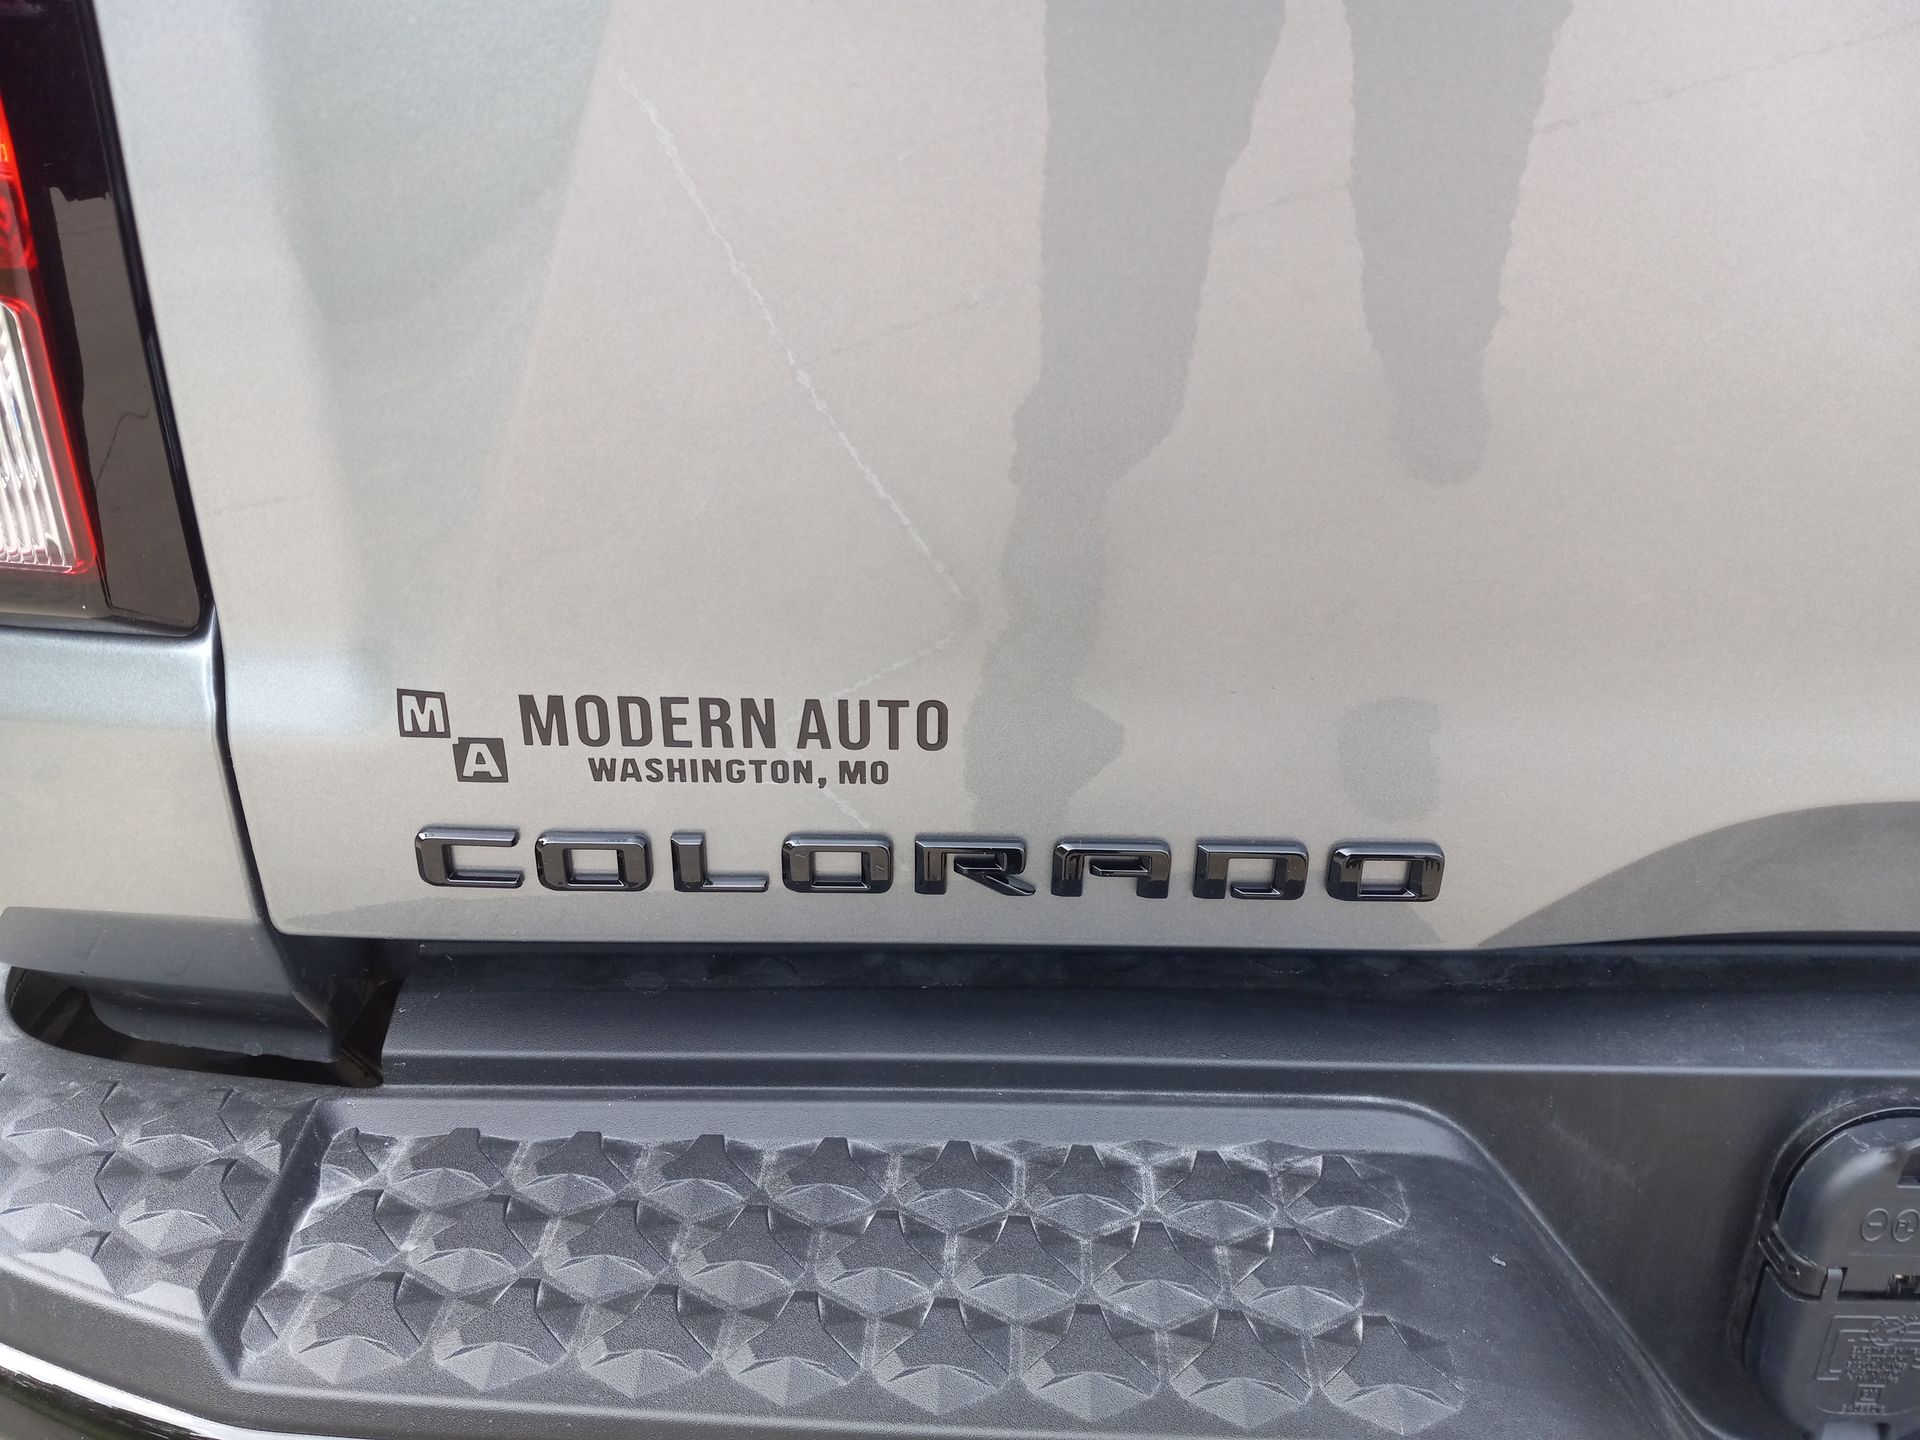 M
A
MODERN AUTO
WASHINGTON, MO
COLORADO